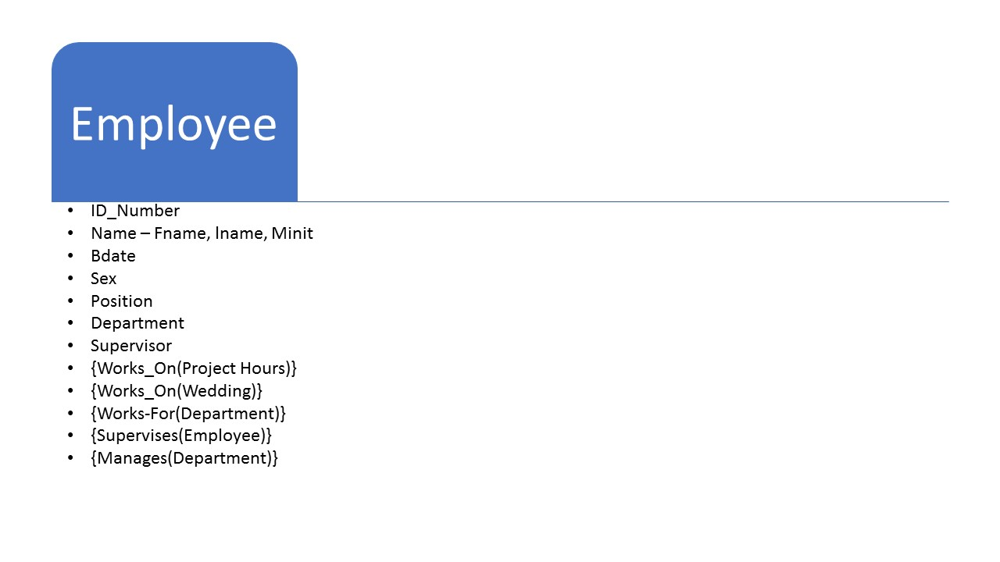 Employee
• ID_Number
• Name – Fname, lname, Minit
• Bdate
• Sex
• Position
• Department
• Supervisor
• {Works_On(Project Hours)}
• {Works_On(Wedding)}
• {Works-For(Department)}
• {Supervises(Employee)}
• {Manages(Department)}